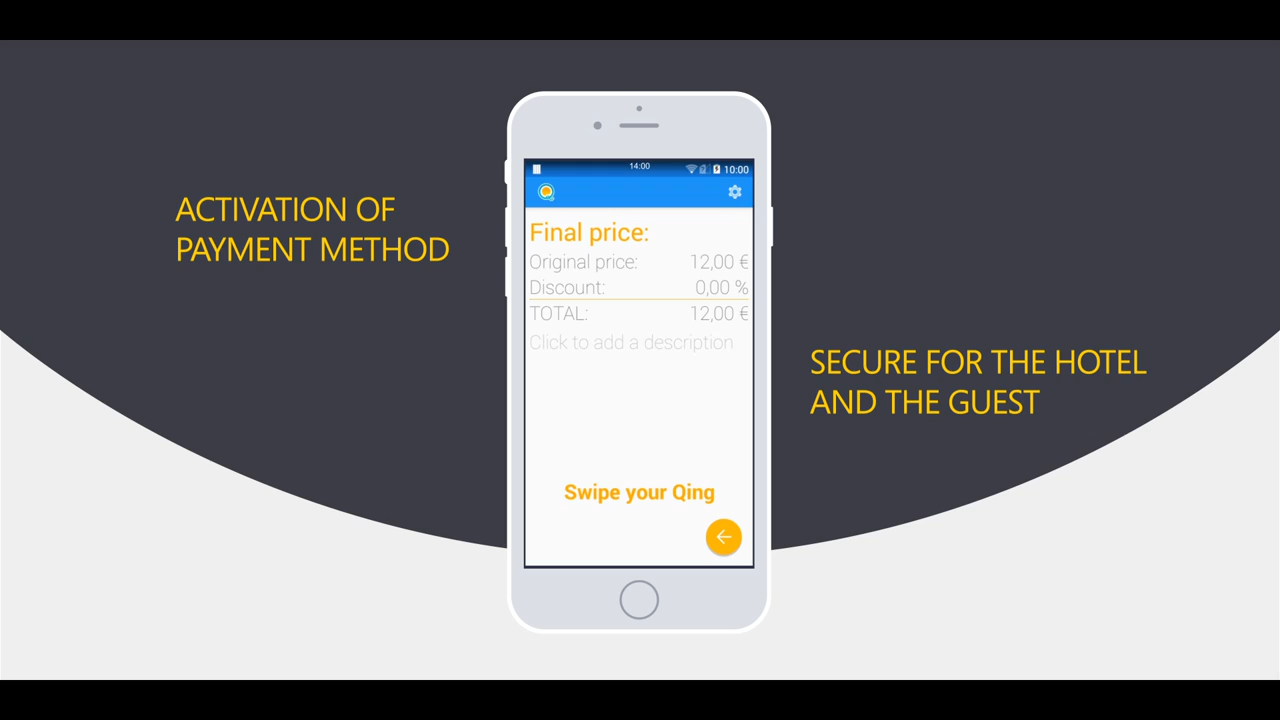 ACTIVATION OF
PAYMENT METHOD
14:00
10:00
Final price:
Original price: 12,00 €
Discount: 0,00 %
TOTAL: 12,00 €
Click to add a description
Swipe your Qing
SECURE FOR THE HOTEL
AND THE GUEST